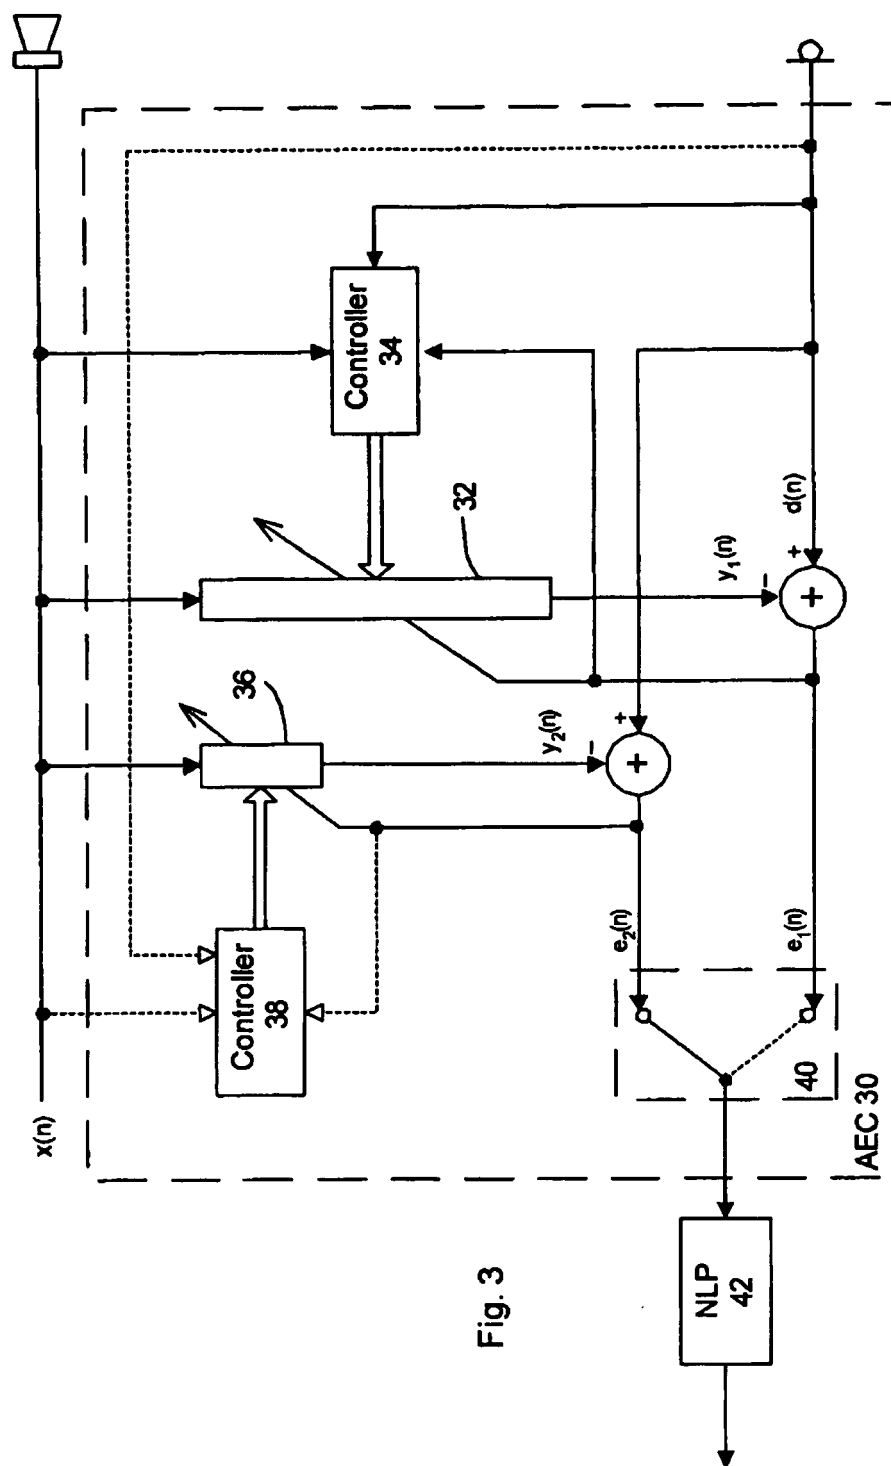 x(n)
Controller
38
36
32
Controller
34
y₂(n)
y₁(n)
d(n)
+
-
+
+
-
+
e₂(n)
e₁(n)
40
AEC 30
NLP
42
Fig. 3